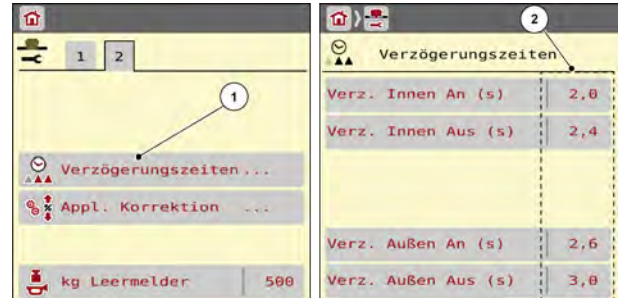 1 2
1
Verzögerungszeiten ...
Appl. Korrektion ...
kg Leermelder 500
2
Verzögerungszeiten
Verz. Innen An (s) 2,0
Verz. Innen Aus (s) 2,4
Verz. Außen An (s) 2,6
Verz. Außen Aus (s) 3,0